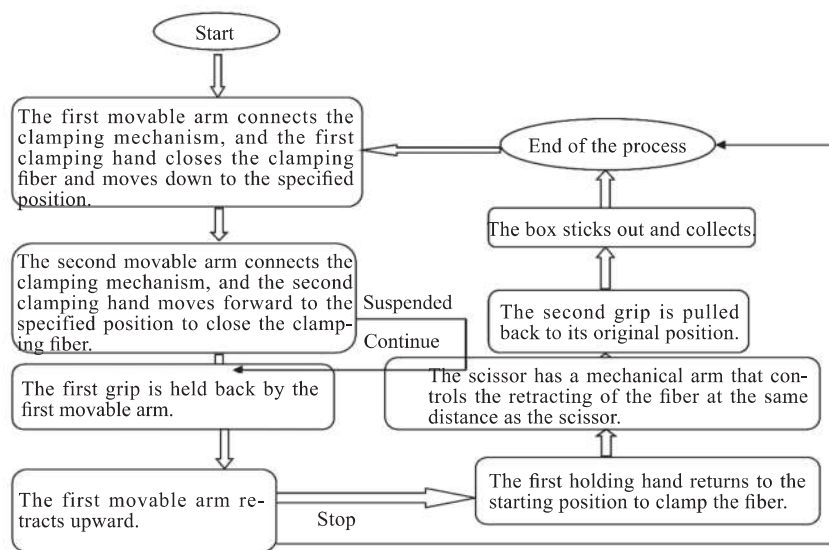 Start
The first movable arm connects the
clamping mechanism, and the first
clamping hand closes the clamping
fiber and moves down to the specified
position.
The second movable arm connects the
clamping mechanism, and the second
clamping hand moves forward to the
specified position to close the clamp-
ing fiber.
Suspended
Continue
The first grip is held back by the
first movable arm.
The first movable arm re-
tracts upward.
Stop
The first holding hand returns to the
starting position to clamp the fiber.
The scissor has a mechanical arm that con-
trols the retracting of the fiber at the same
distance as the scissor.
The second grip is pulled
back to its original position.
The box sticks out and collects.
End of the process